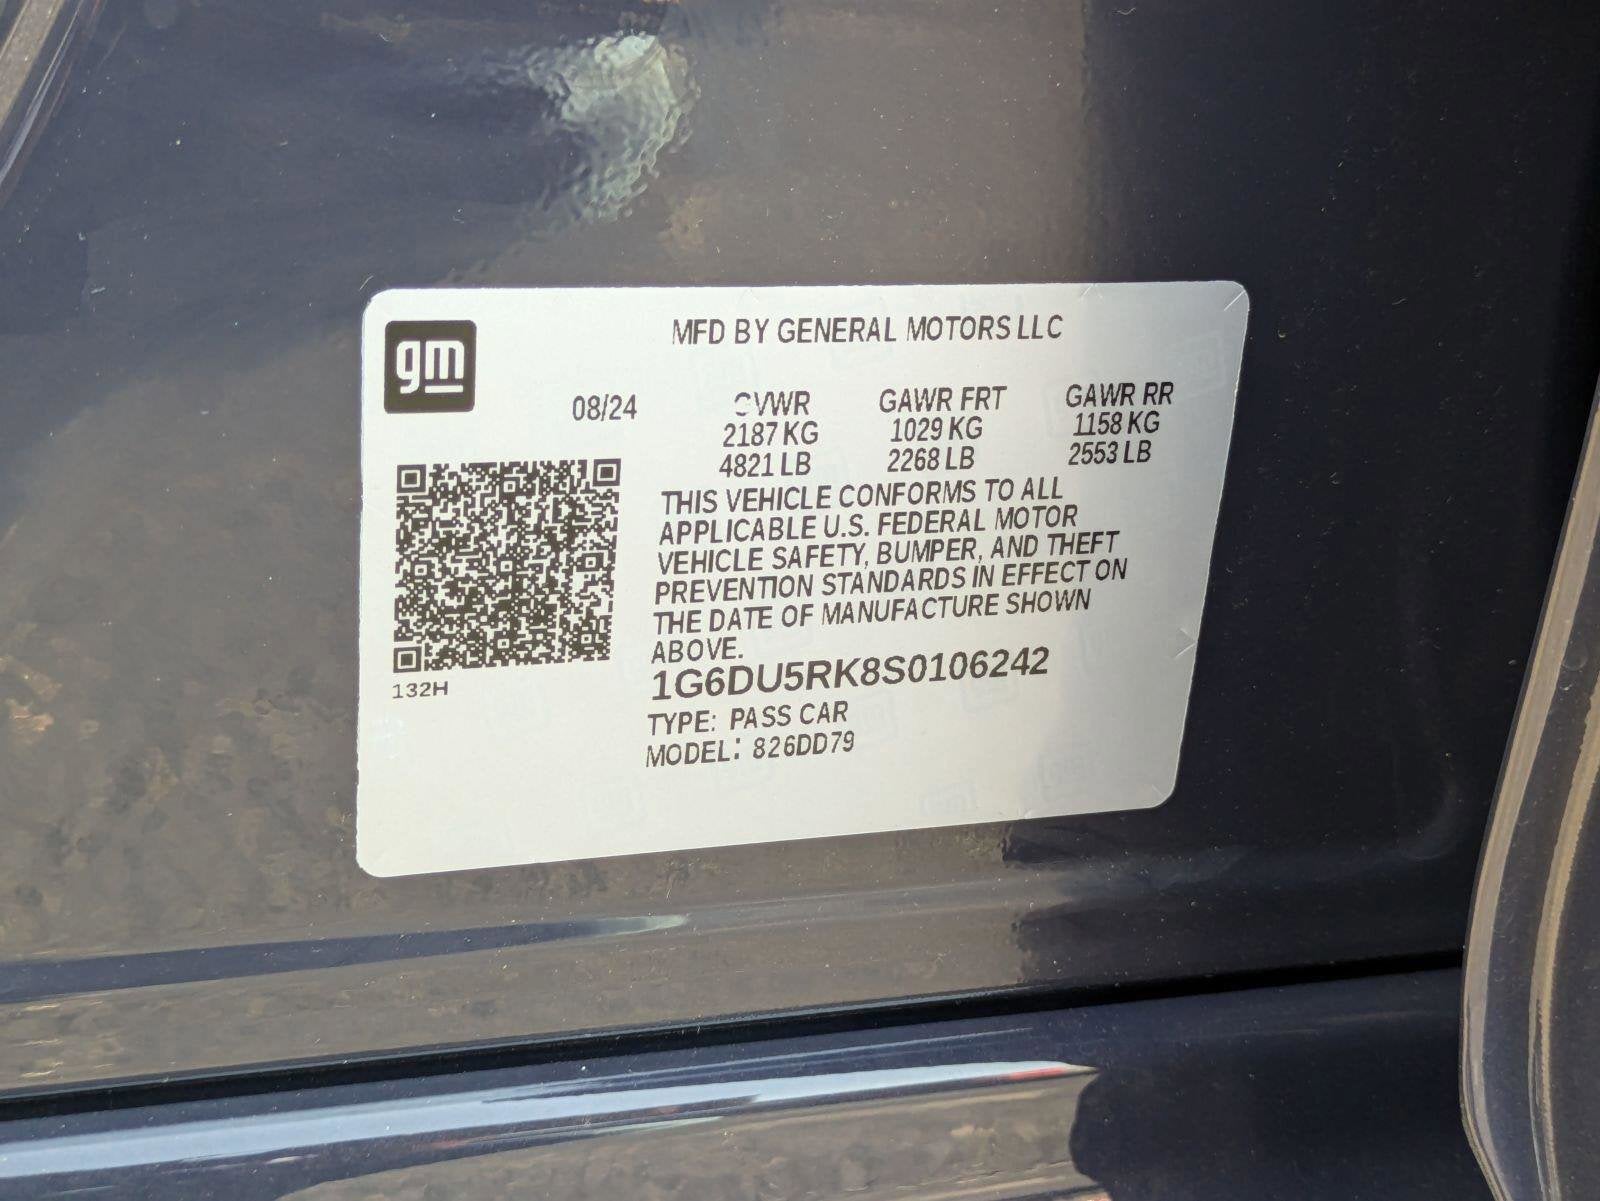 gm
MFD BY GENERAL MOTORS LLC
08/24
GVWR GAWR FRT GAWR RR
2187 KG 1029 KG 1158 KG
4821 LB 2268 LB 2553 LB
THIS VEHICLE CONFORMS TO ALL
APPLICABLE U.S. FEDERAL MOTOR
VEHICLE SAFETY, BUMPER, AND THEFT
PREVENTION STANDARDS IN EFFECT ON
THE DATE OF MANUFACTURE SHOWN
ABOVE.
1G6DU5RK8S0106242
132H
TYPE: PASS CAR
MODEL: 826DD79